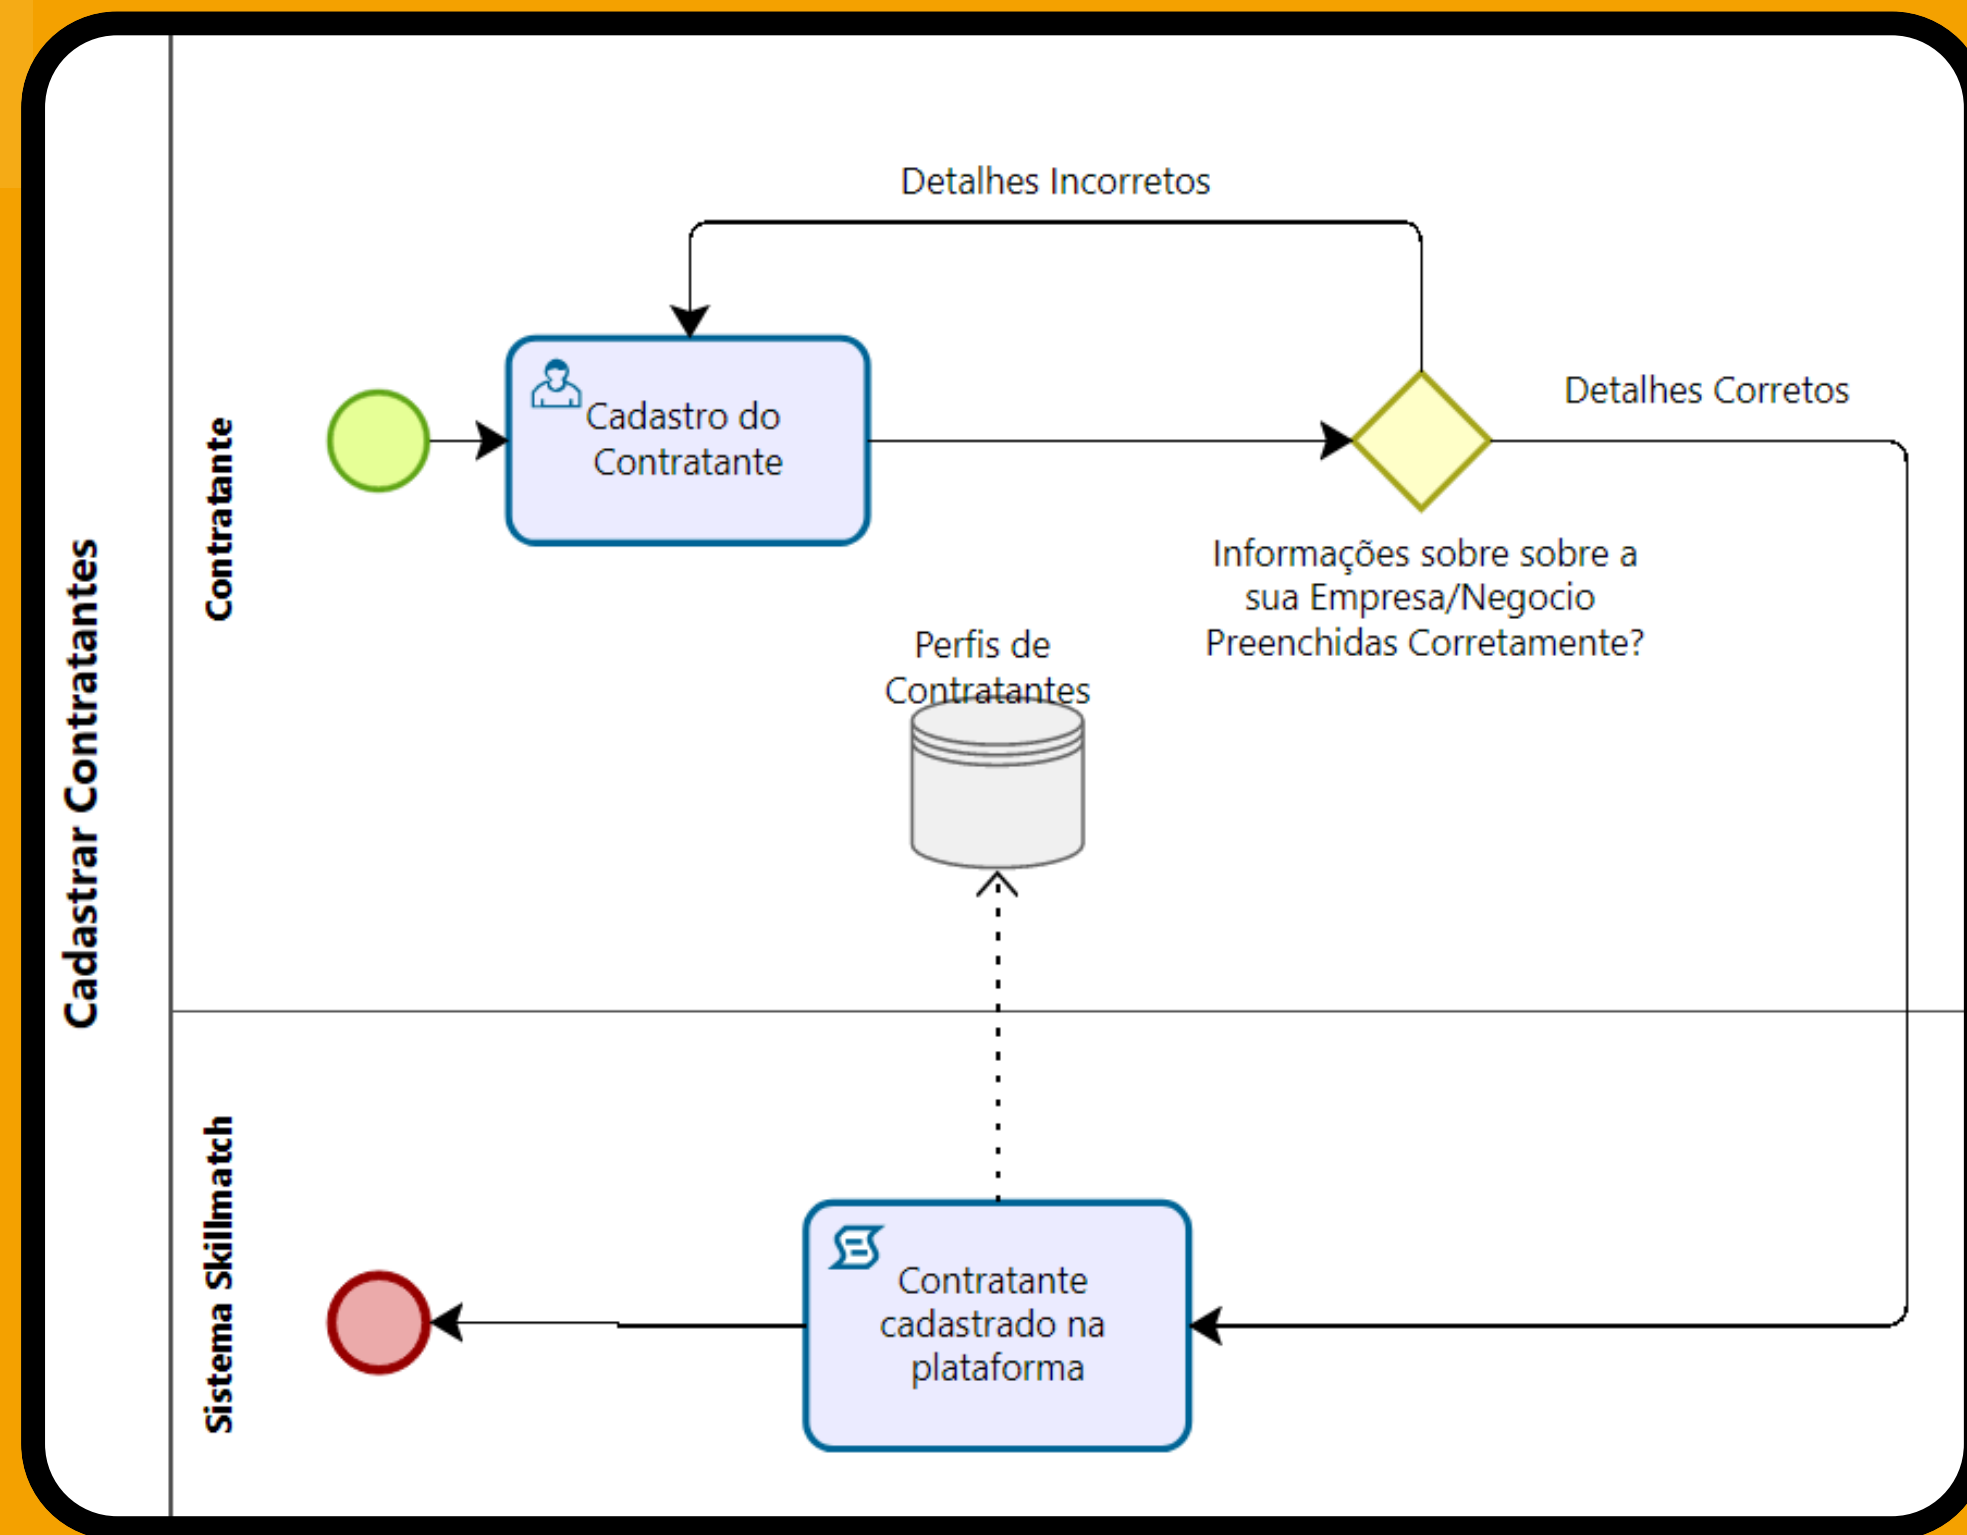 Cadastrar Contratantes
Contratante
Detalhes Incorretos
Cadastro do
Contratante
Detalhes Corretos
Informações sobre sobre a
sua Empresa/Negocio
Preenchidas Corretamente?
Perfis de
Contratantes
Sistema Skillmatch
Contratante
cadastrado na
plataforma